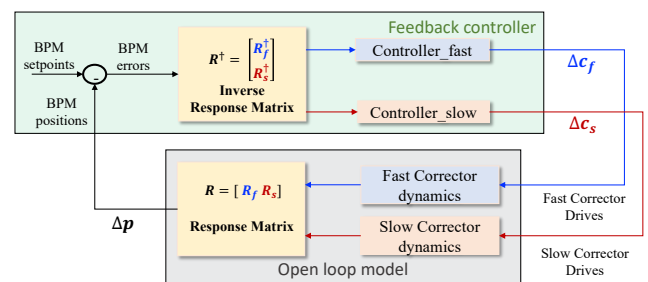 Feedback controller
BPM
setpoints
BPM
errors
-
BPM
positions
R† = [R_f†
R_s†]
Inverse
Response Matrix
Controller_fast
Controller_slow
Δc_f
Δc_s
R = [ R_f R_s]
Response Matrix
Fast Corrector
dynamics
Slow Corrector
dynamics
Δp
Fast Corrector
Drives
Slow Corrector
Drives
Open loop model